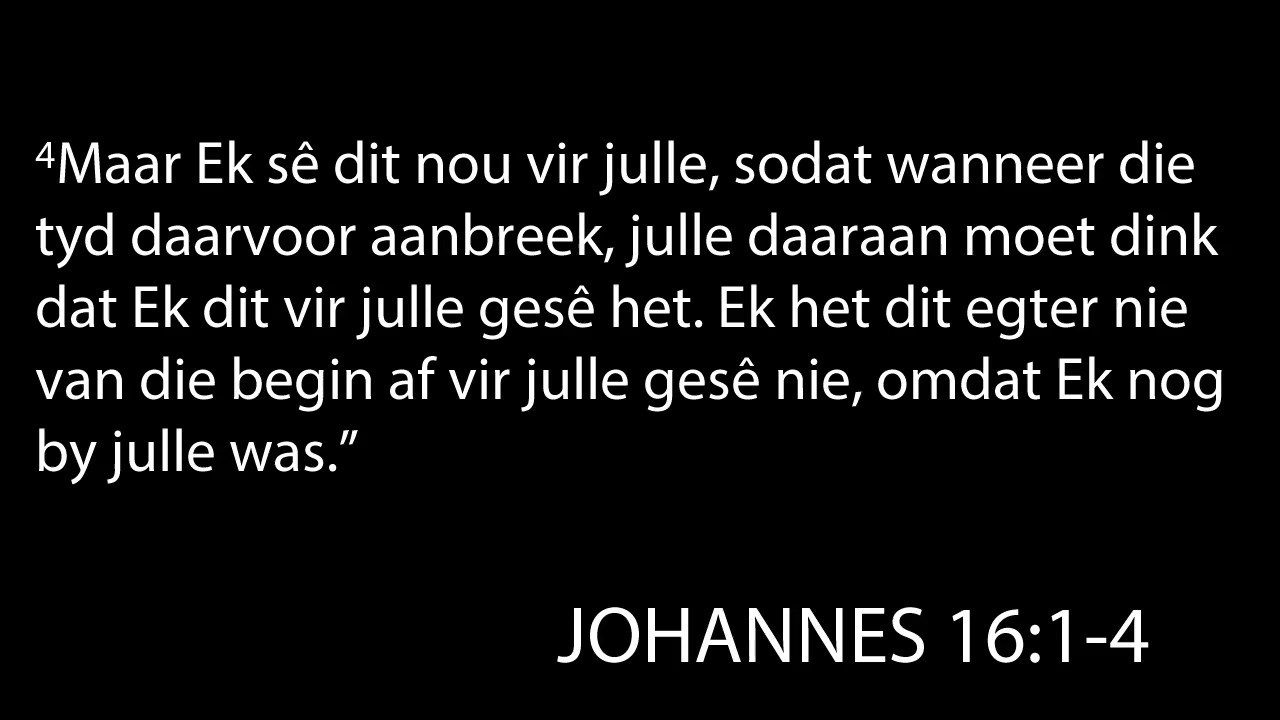 ⁴Maar Ek sê dit nou vir julle, sodat wanneer die
tyd daarvoor aanbreek, julle daaraan moet dink
dat Ek dit vir julle gesê het. Ek het dit egter nie
van die begin af vir julle gesê nie, omdat Ek nog
by julle was.”
JOHANNES 16:1-4